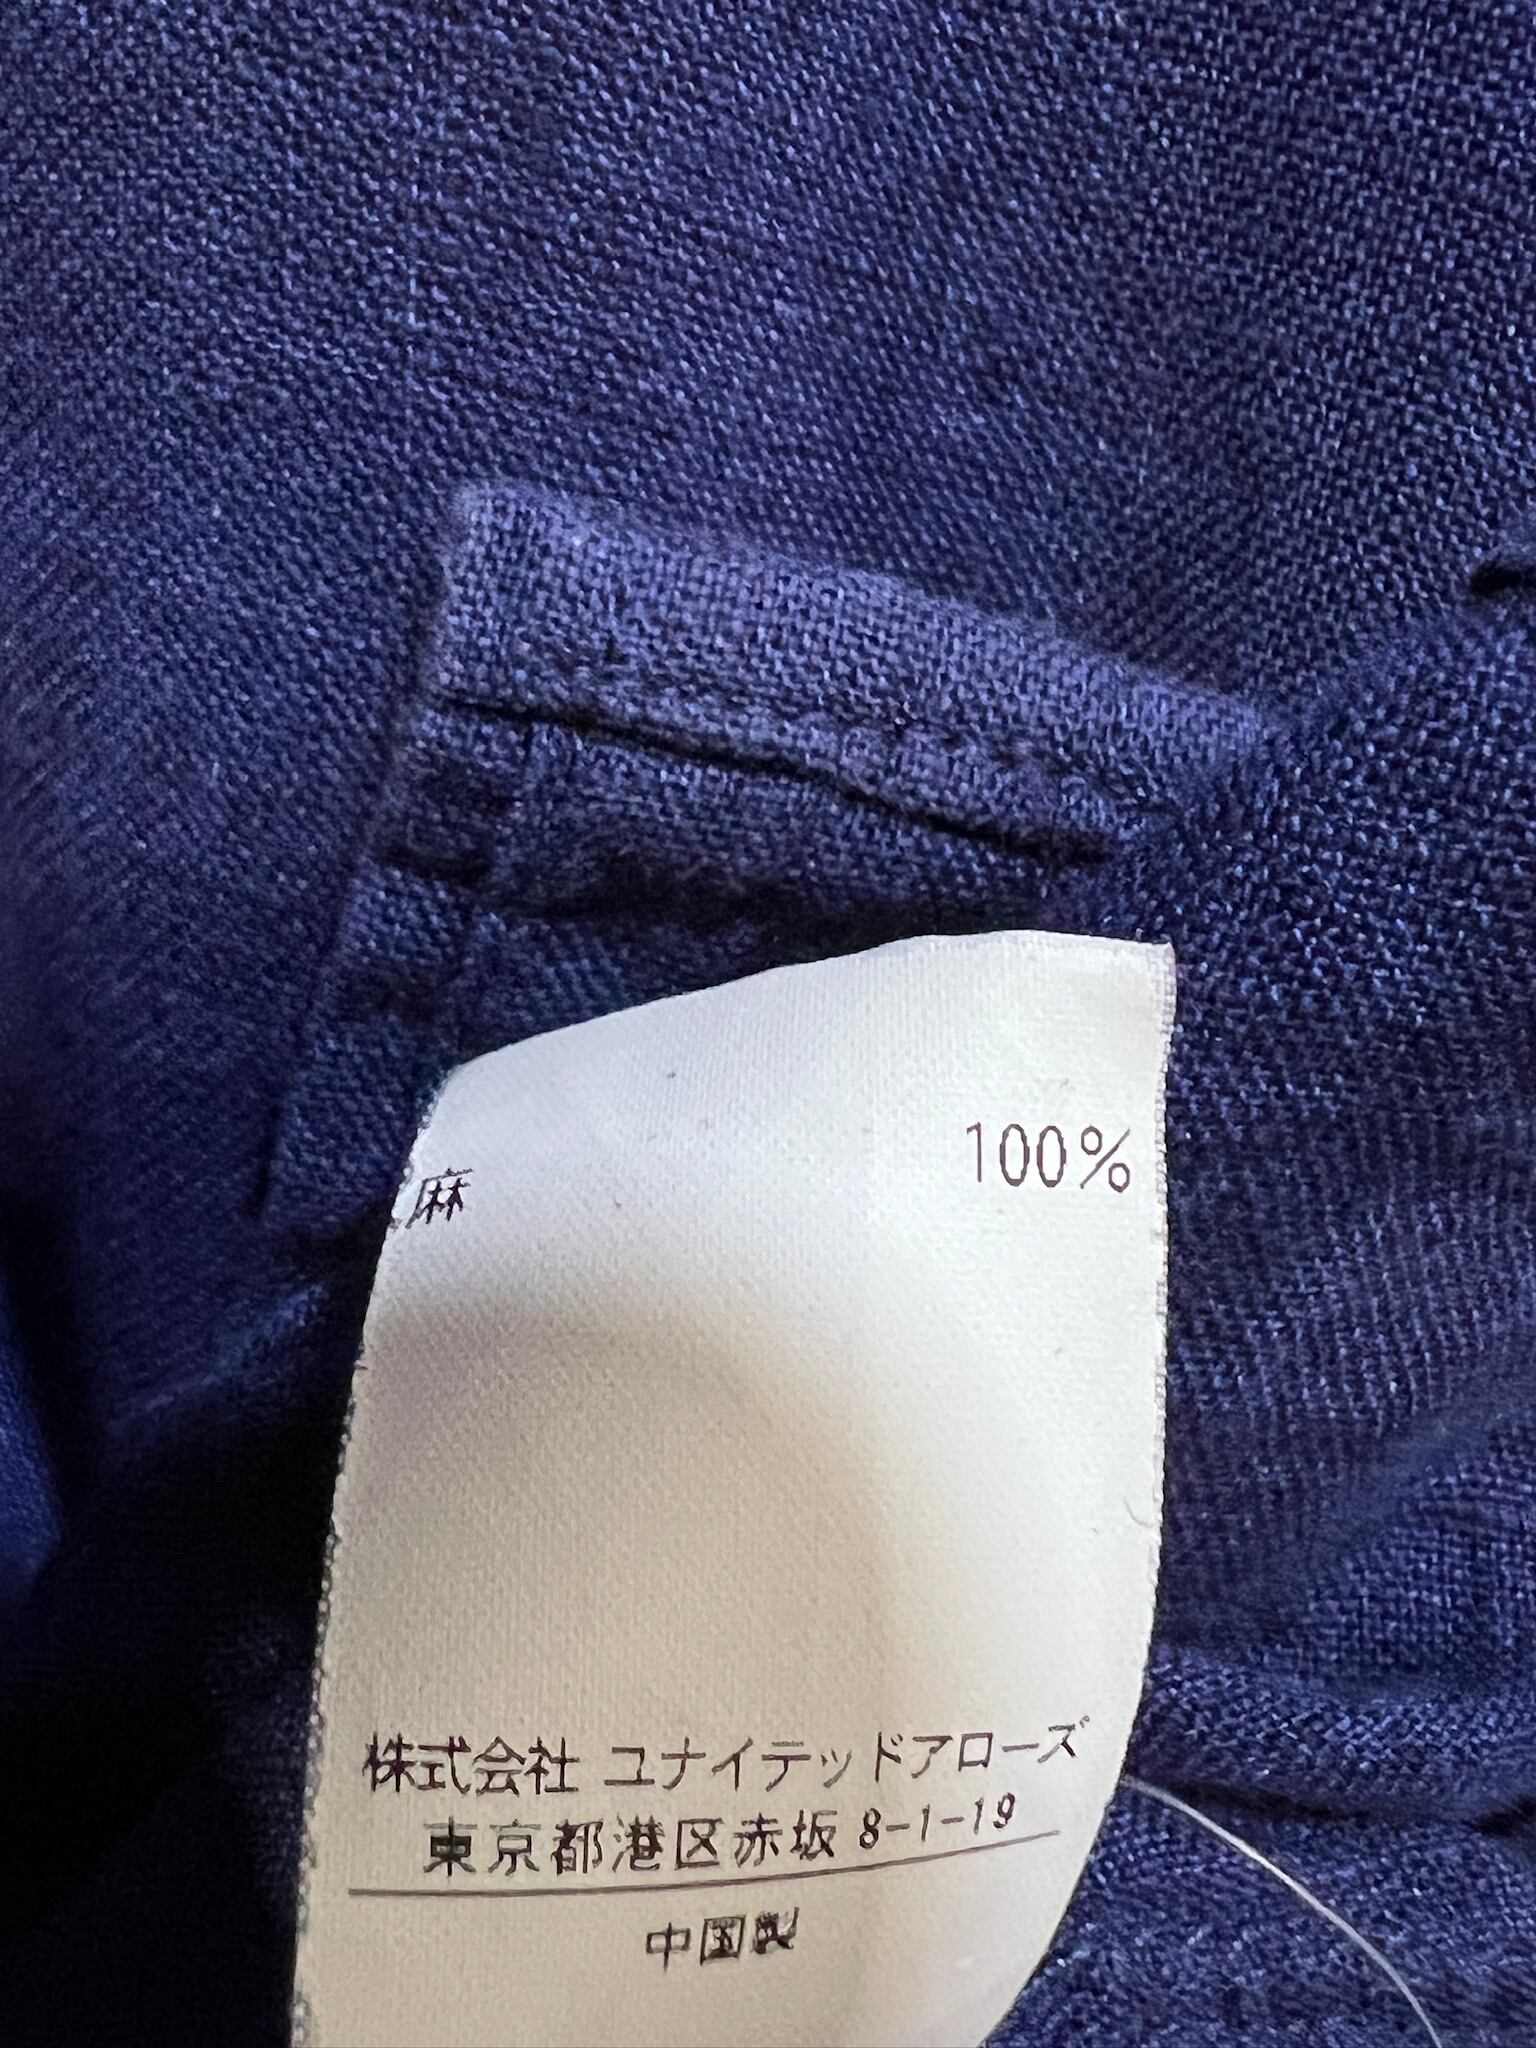 麻 100%
株式会社 ユナイテッドアローズ
東京都港区赤坂 8-1-19
中国製